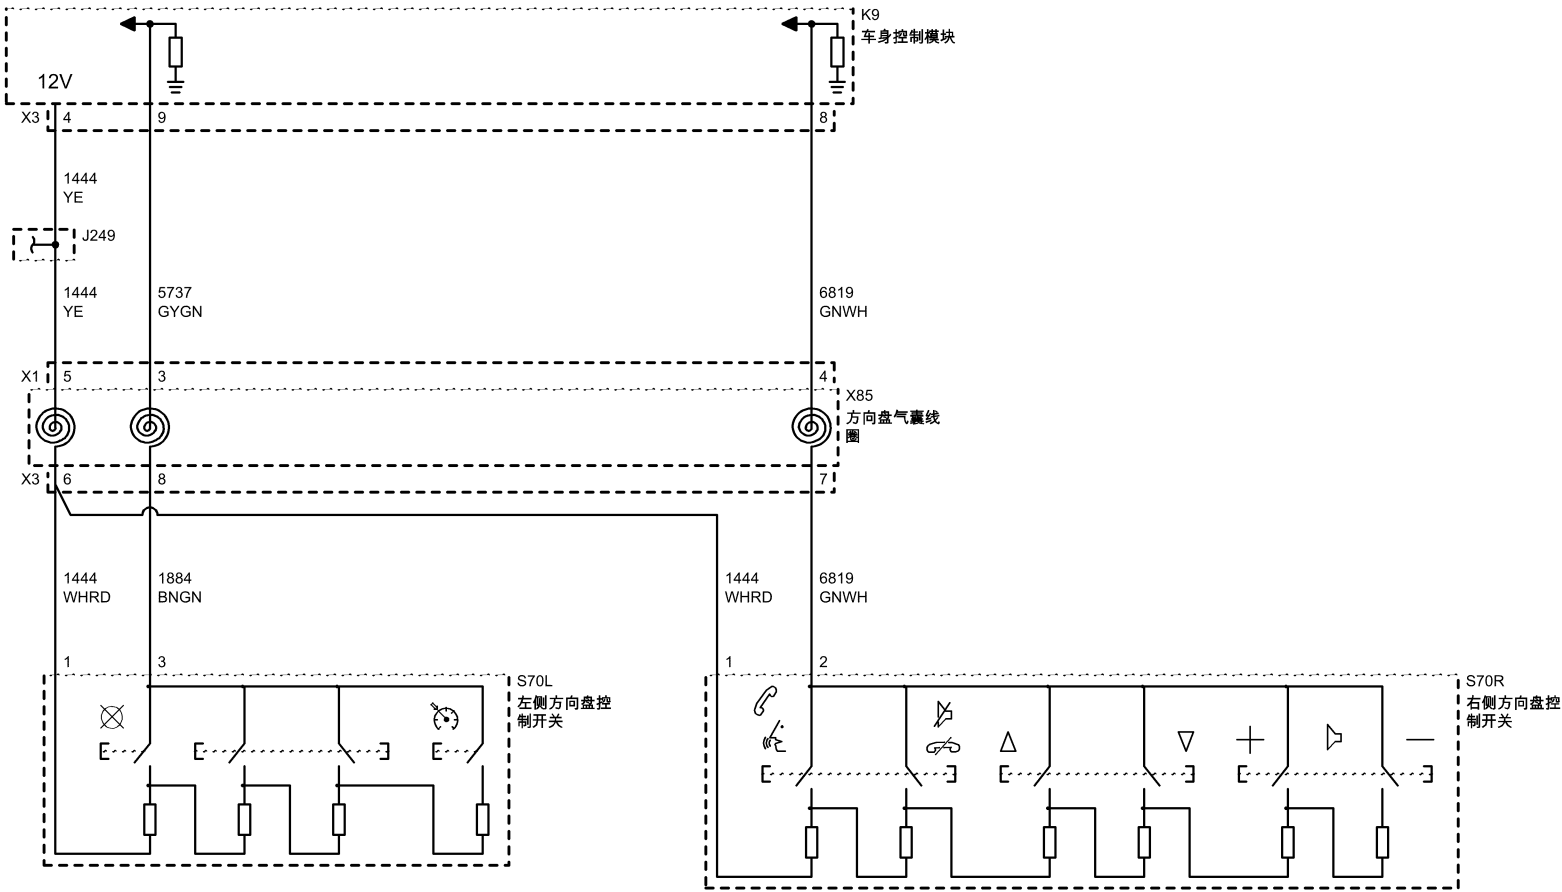 K9
车身控制模块
12V
X3 4 9 8
1444
YE
J249
1444 5737 6819
YE GYGN GNWH
X1 5 3 4
X85
方向盘气囊线
圈
X3 6 8 7
1444 1884 1444 6819
WHRD BNGN WHRD GNWH
1 3 1 2
S70L
左侧方向盘控
制开关
S70R
右侧方向盘控
制开关